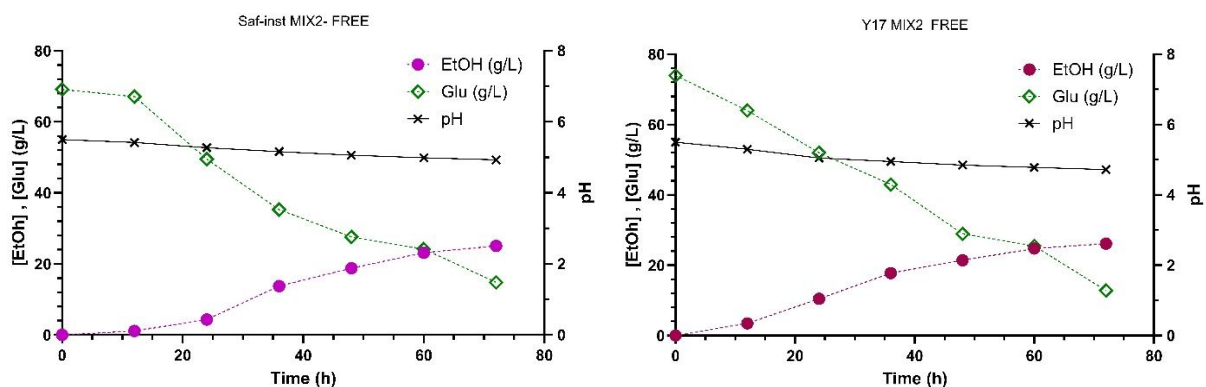 Saf-inst MIX2- FREE
80
60
40
20
0
[EtOh] , [Glu] (g/L)
EtOH (g/L)
Glu (g/L)
pH
8
6
4
2
0
pH
0 20 40 60 80
Time (h)
Y17 MIX2 FREE
80
60
40
20
0
[EtOh] , [Glu] (g/L)
EtOH (g/L)
Glu (g/L)
pH
8
6
4
2
0
pH
0 20 40 60 80
Time (h)